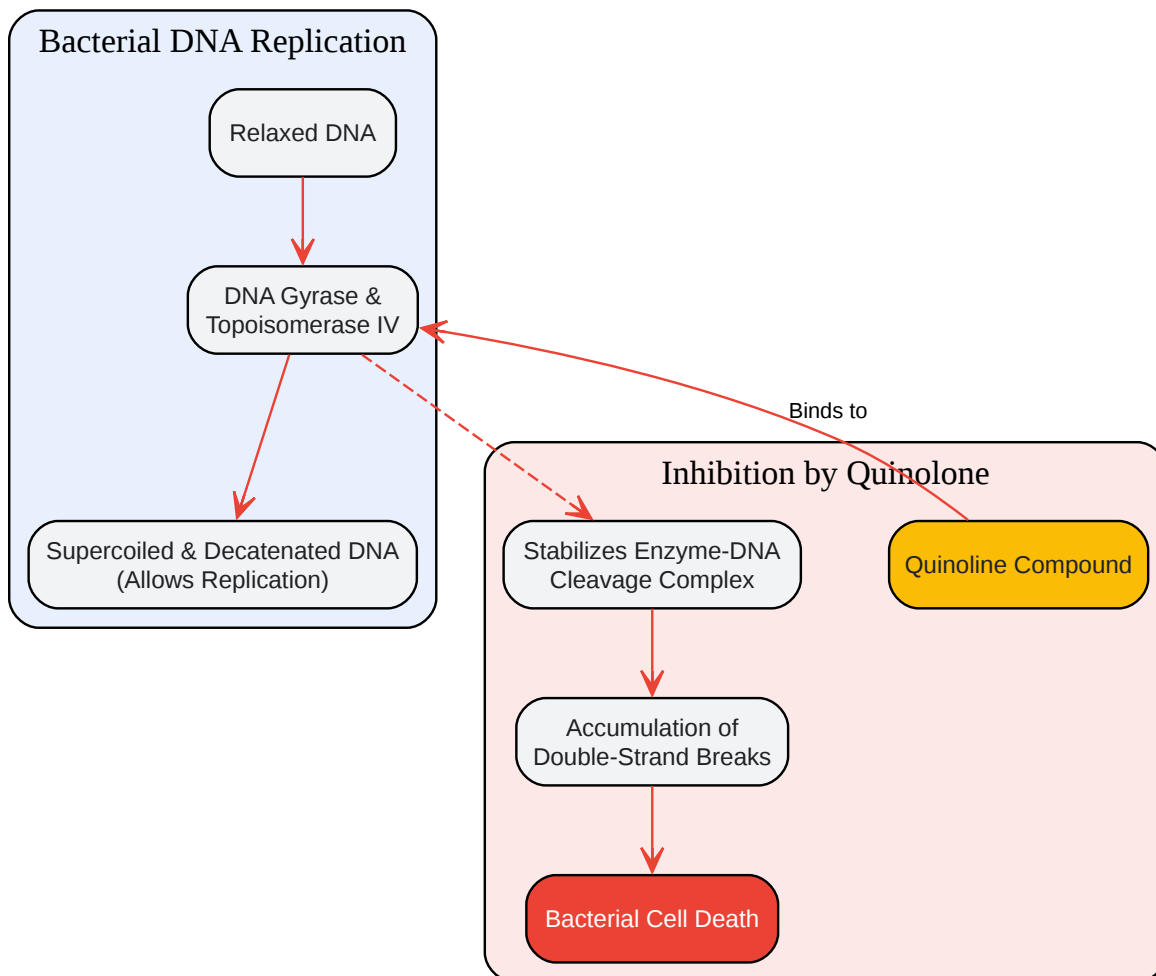 Bacterial DNA Replication
Relaxed DNA
DNA Gyrase &
Topoisomerase IV
Binds to
Supercoiled & Decatenated DNA
(Allows Replication)
Inhibition by Quinolone
Stabilizes Enzyme-DNA
Cleavage Complex
Quinoline Compound
Accumulation of
Double-Strand Breaks
Bacterial Cell Death